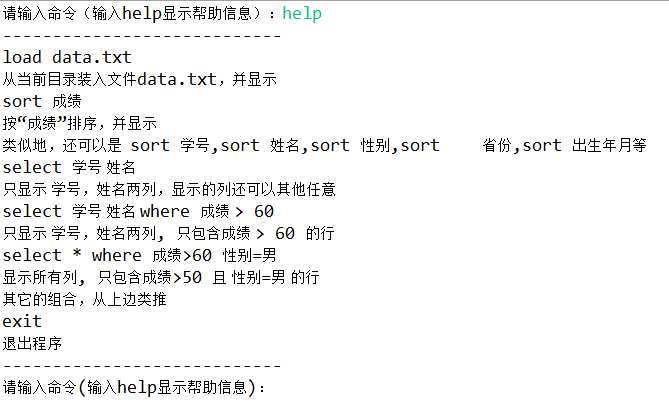 请输入命令（输入help显示帮助信息）：help
----------------------------
load data.txt
从当前目录装入文件data.txt，并显示
sort 成绩
按“成绩”排序，并显示
类似地，还可以是 sort 学号,sort 姓名,sort 性别,sort    省份,sort 出生年月等
select 学号 姓名
只显示 学号，姓名两列，显示的列还可以其他任意
select 学号 姓名 where 成绩 > 60
只显示 学号，姓名两列, 只包含成绩 > 60 的行
select * where 成绩>60 性别=男
显示所有列, 只包含成绩>50 且 性别=男 的行
其它的组合，从上边类推
exit
退出程序
----------------------------
请输入命令(输入help显示帮助信息)：